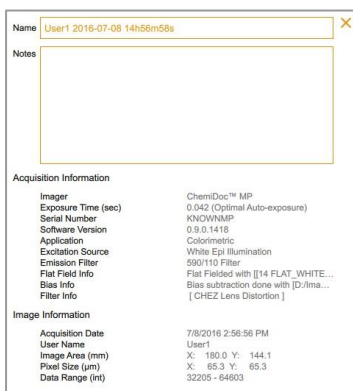 Name User1 2016-07-08 14h56m58s
Notes
Acquisition Information
Imager ChemiDoc™ MP
Exposure Time (sec) 0.042 (Optimal Auto-exposure)
Serial Number KNOWNMP
Software Version 0.9.0.1418
Application Colorimetric
Excitation Source White Epi Illumination
Emission Filter 590/110 Filter
Flat Field Info Flat Fielded with [[14 FLAT_WHITE...
Bias Info Bias subtraction done with [D:/Ima...
Filter Info [ CHEZ Lens Distortion ]
Image Information
Acquisition Date 7/8/2016 2:56:56 PM
User Name User1
Image Area (mm) X: 180.0 Y: 144.1
Pixel Size (µm) X: 65.3 Y: 65.3
Data Range (int) 32205 - 64603